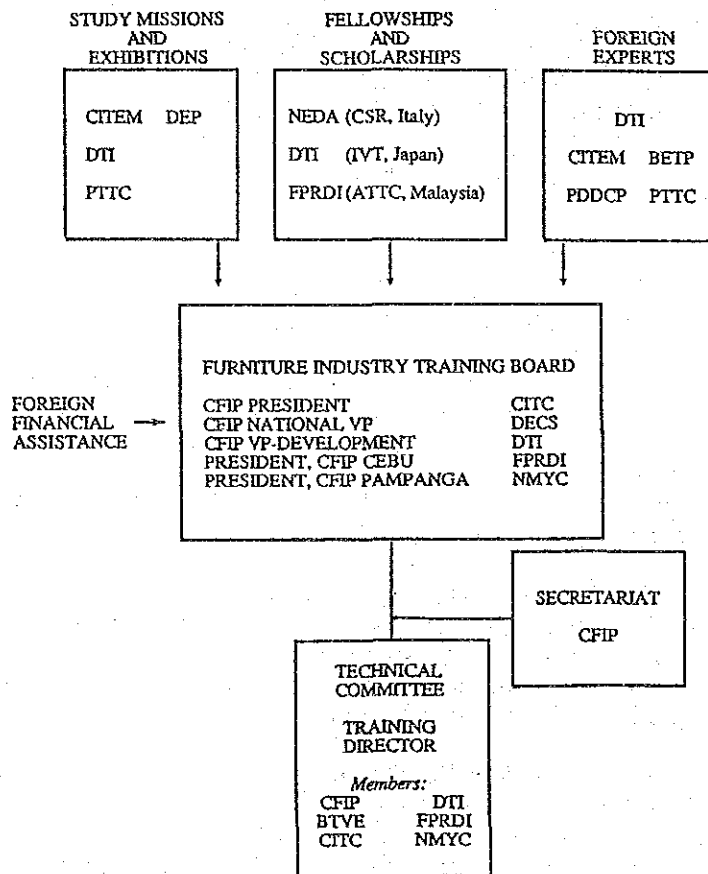 STUDY MISSIONS
AND
EXHIBITIONS
CITEM DEP
DTI
PTTC
FELLOWSHIPS
AND
SCHOLARSHIPS
NEDA (CSR, Italy)
DTI (IVT, Japan)
FPRDI (ATTC, Malaysia)
FOREIGN
EXPERTS
DTI
CITEM BETP
PDDCP PTTC
FOREIGN
FINANCIAL
ASSISTANCE
FURNITURE INDUSTRY TRAINING BOARD
CFIP PRESIDENT CITC
CFIP NATIONAL VP DECS
CFIP VP-DEVELOPMENT DTI
PRESIDENT, CFIP CEBU FPRDI
PRESIDENT, CFIP PAMPANGA NMYC
SECRETARIAT
CFIP
TECHNICAL
COMMITTEE
TRAINING
DIRECTOR
Members:
CFIP DTI
BTVE FPRDI
CITC NMYC